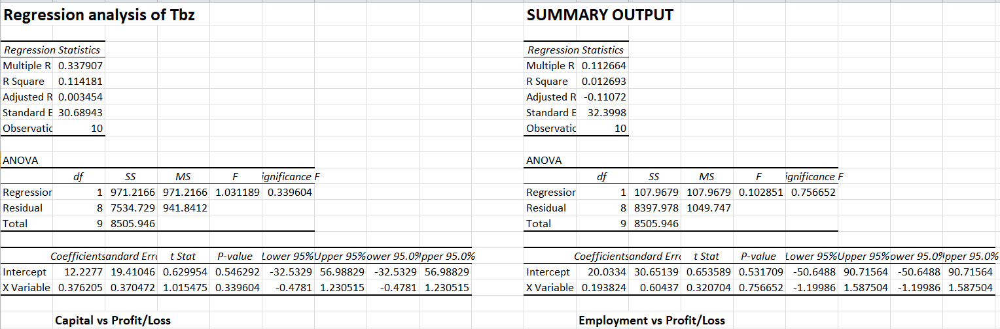 Regression analysis of Tbz
SUMMARY OUTPUT
Regression Statistics
Multiple R 0.337907
R Square 0.114181
Adjusted R 0.003454
Standard E 30.68943
Observatic 10
Regression Statistics
Multiple R 0.112664
R Square 0.012693
Adjusted R -0.11072
Standard E 32.3998
Observatic 10
ANOVA
df SS MS F ignificance F
Regression 1 971.2166 971.2166 1.031189 0.339604
Residual 8 7534.729 941.8412
Total 9 8505.946
ANOVA
df SS MS F ignificance F
Regression 1 107.9679 107.9679 0.102851 0.756652
Residual 8 8397.978 1049.747
Total 9 8505.946
Coefficients andard Erro t Stat P-value Lower 95% Upper 95% ower 95.0% pper 95.0%
Intercept 12.2277 19.41046 0.629954 0.546292 -32.5329 56.98829 -32.5329 56.98829
X Variable 0.376205 0.370472 1.015475 0.339604 -0.4781 1.230515 -0.4781 1.230515
Coefficients andard Erro t Stat P-value Lower 95% Upper 95% ower 95.0% pper 95.0%
Intercept 20.0334 30.65139 0.653589 0.531709 -50.6488 90.71564 -50.6488 90.71564
X Variable 0.193824 0.60437 0.320704 0.756652 -1.19986 1.587504 -1.19986 1.587504
Capital vs Profit/Loss
Employment vs Profit/Loss